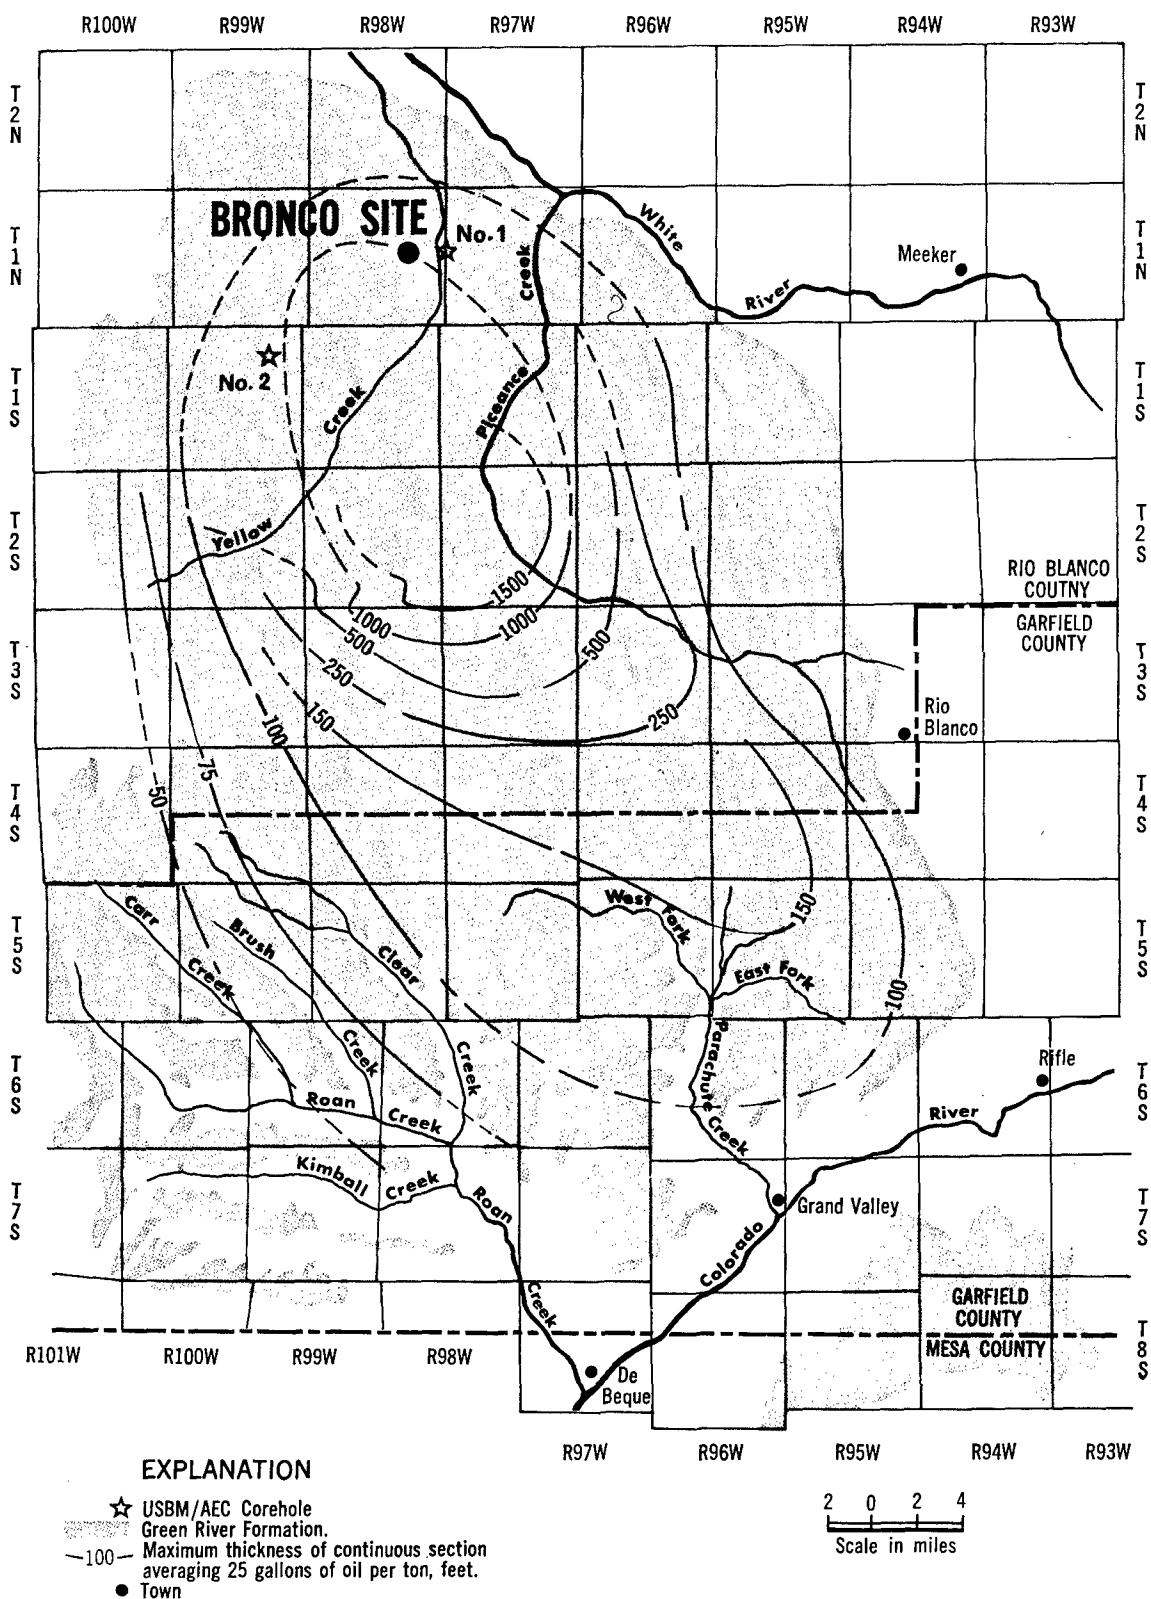 R100W R99W R98W R97W R96W R95W R94W R93W
T2N
T2N
BRONCO SITE
No. 1
White
River
Meeker
T1N
T1N
Creek
Piceance
No. 2
Creek
Yellow
T1S
T1S
T2S
T2S
RIO BLANCO
COUTNY
GARFIELD
COUNTY
1500
1000
1000
500
500
250
250
150
100
75
50
T3S
T3S
Rio
Blanco
T4S
T4S
West Fork
150
East Fork
100
Carr
Creek
Brush
Creek
Clear
Creek
T5S
T5S
Parachute Creek
Rifle
River
T6S
T6S
Roan
Creek
Kimball
Creek
Roan
Creek
Grand Valley
Colorado
T7S
T7S
GARFIELD
COUNTY
MESA COUNTY
T8S
R101W R100W R99W R98W
De
Beque
R97W R96W R95W R94W R93W
EXPLANATION
USBM/AEC Corehole
Green River Formation.
—100— Maximum thickness of continuous section
averaging 25 gallons of oil per ton, feet.
Town
2 0 2 4
Scale in miles